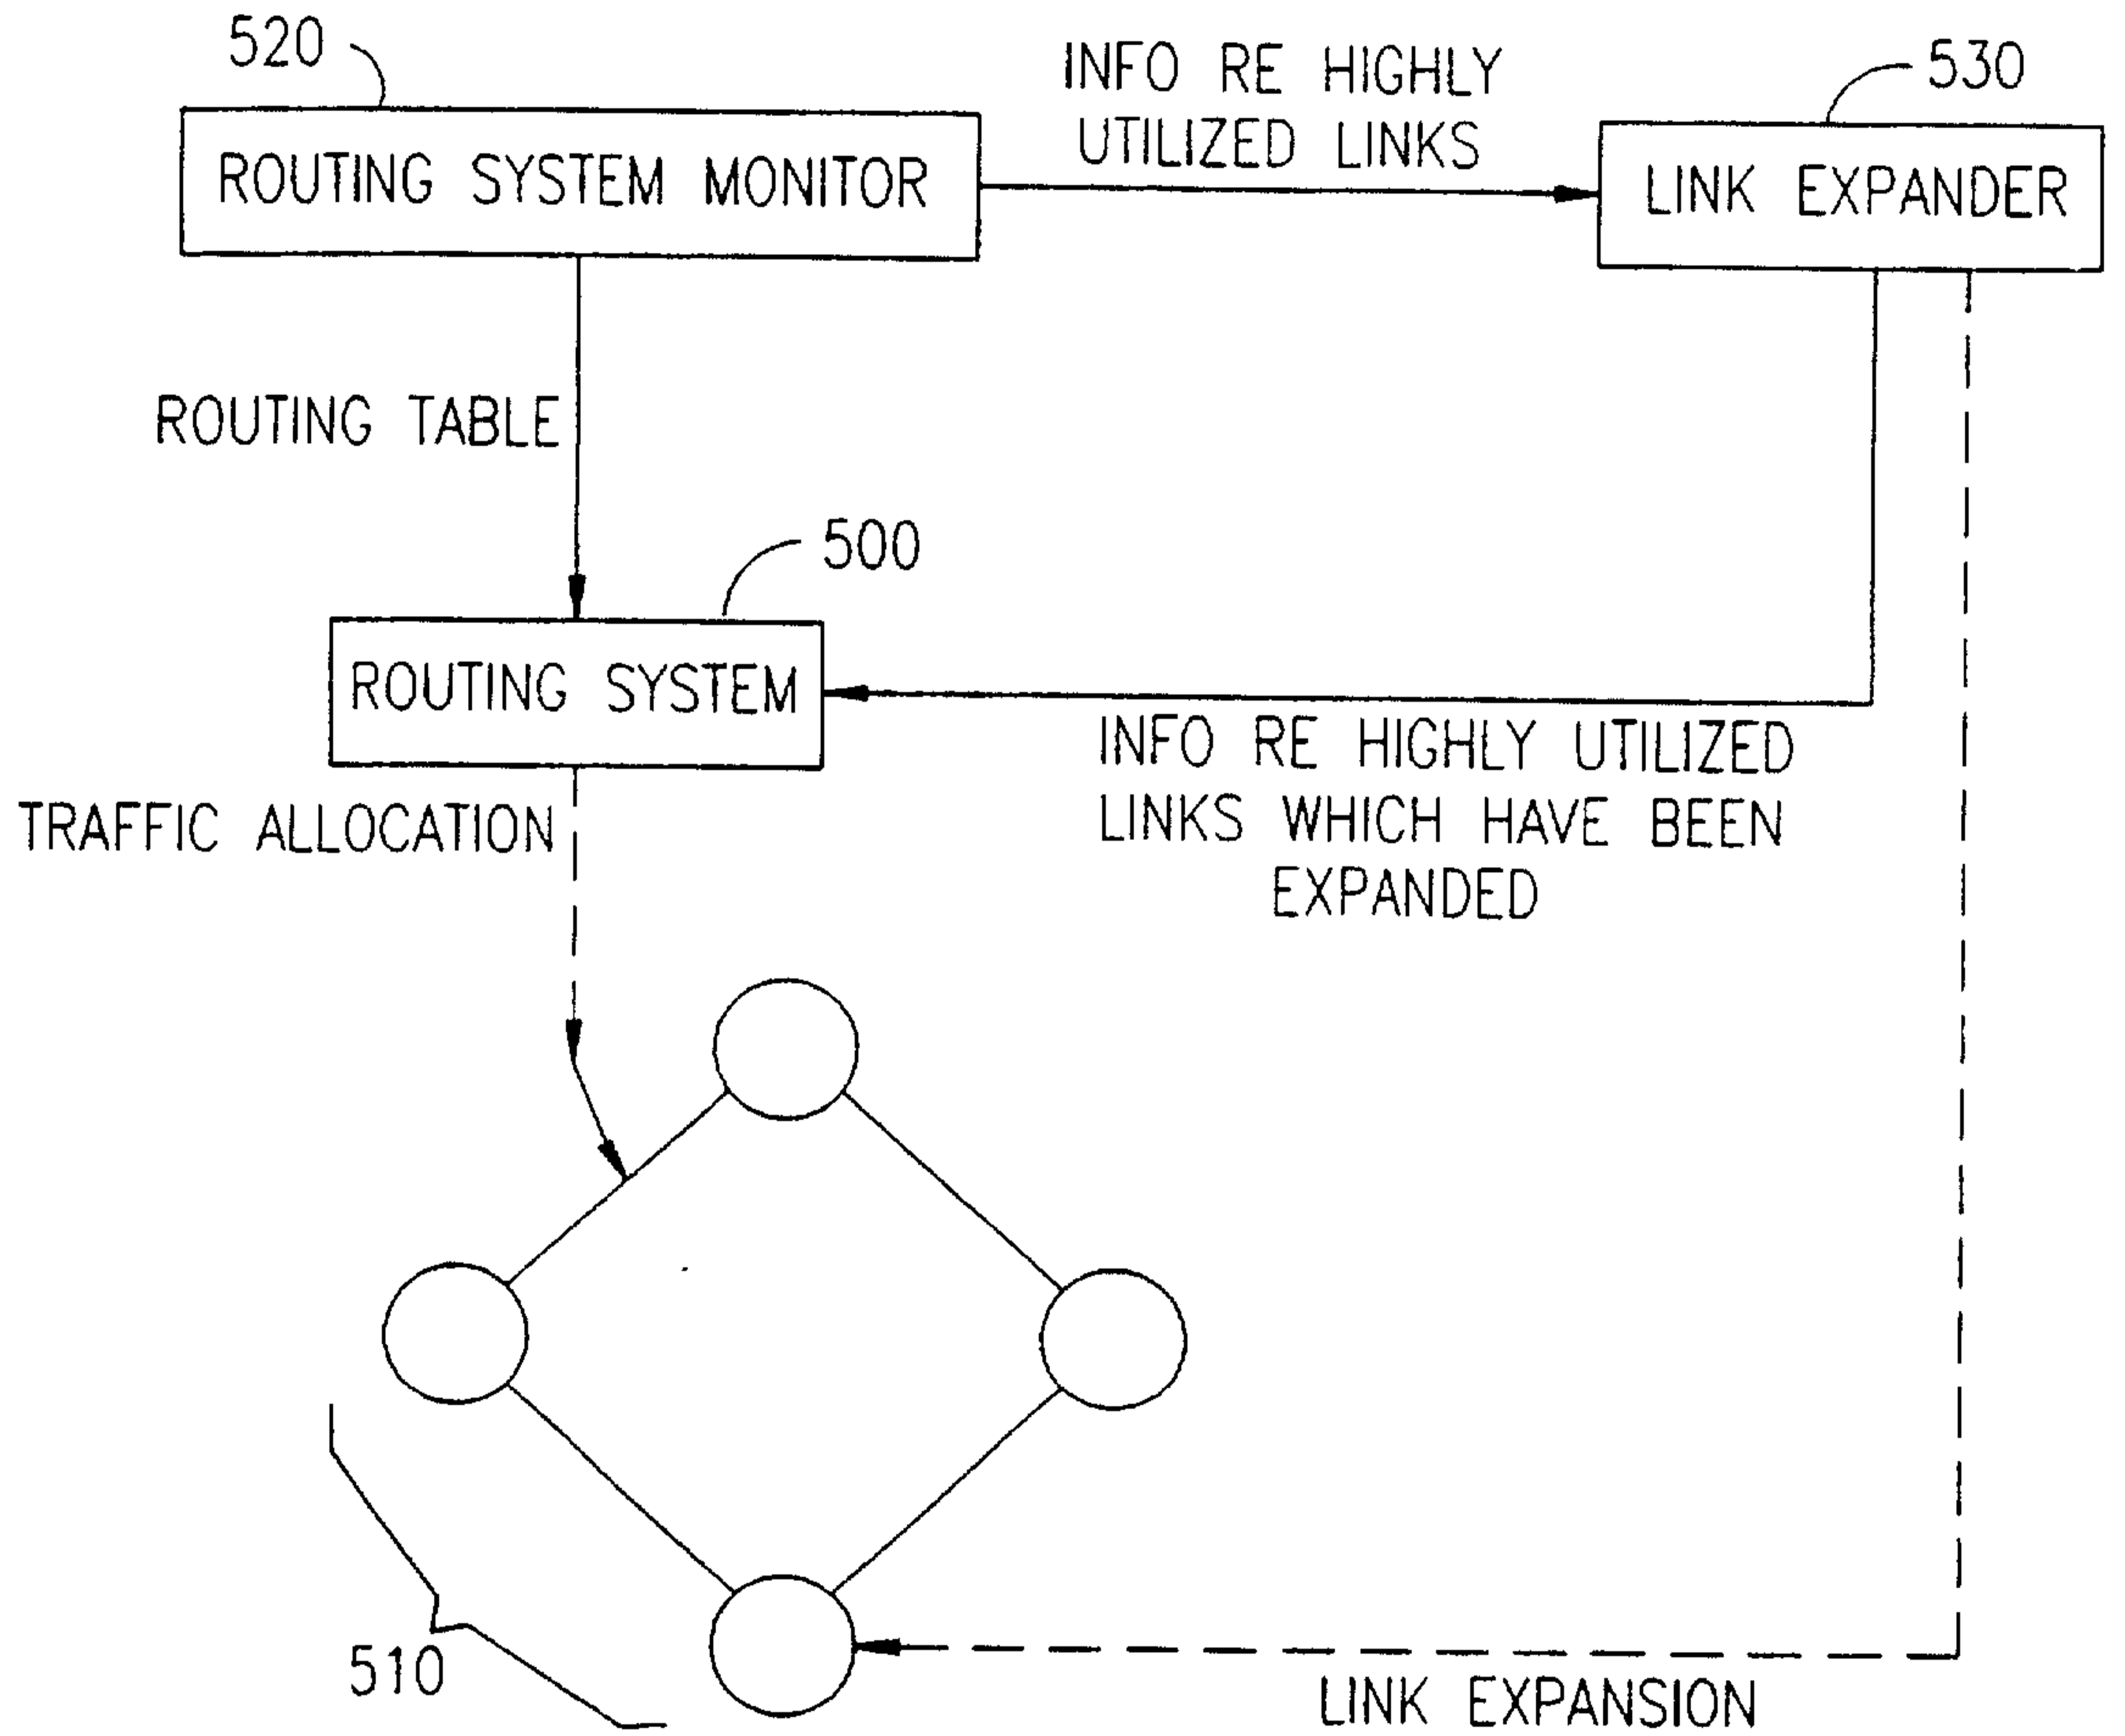 520
INFO RE HIGHLY
UTILIZED LINKS
530
ROUTING SYSTEM MONITOR
LINK EXPANDER
ROUTING TABLE
500
ROUTING SYSTEM
INFO RE HIGHLY UTILIZED
LINKS WHICH HAVE BEEN
EXPANDED
TRAFFIC ALLOCATION
510
LINK EXPANSION